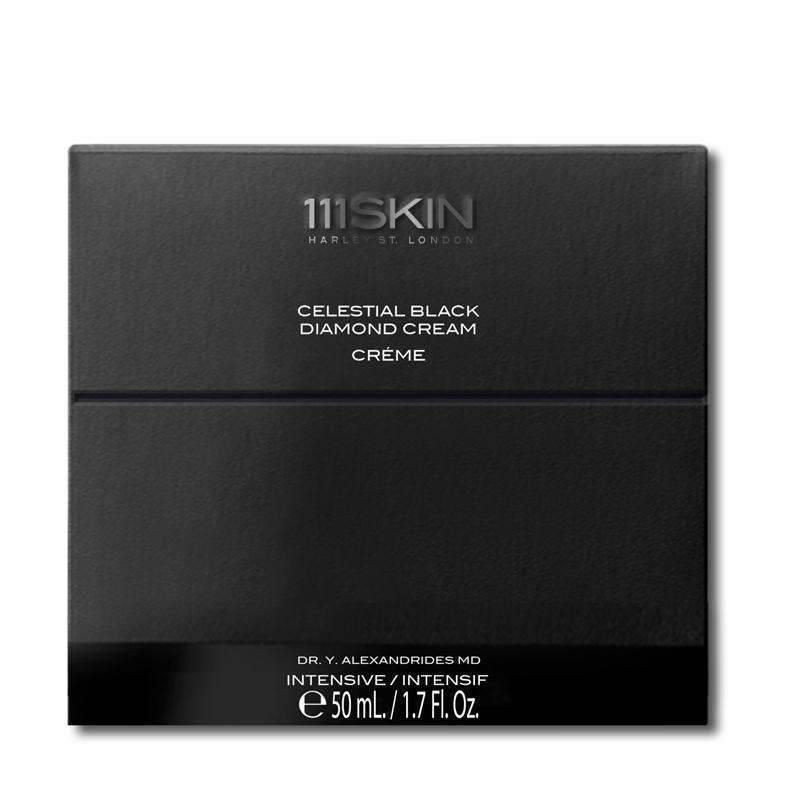 111SKIN
HARLEY ST. LONDON
CELESTIAL BLACK
DIAMOND CREAM
CRÉME
DR. Y. ALEXANDRIDES MD
INTENSIVE / INTENSIF
℮ 50 mL. / 1.7 Fl. Oz.